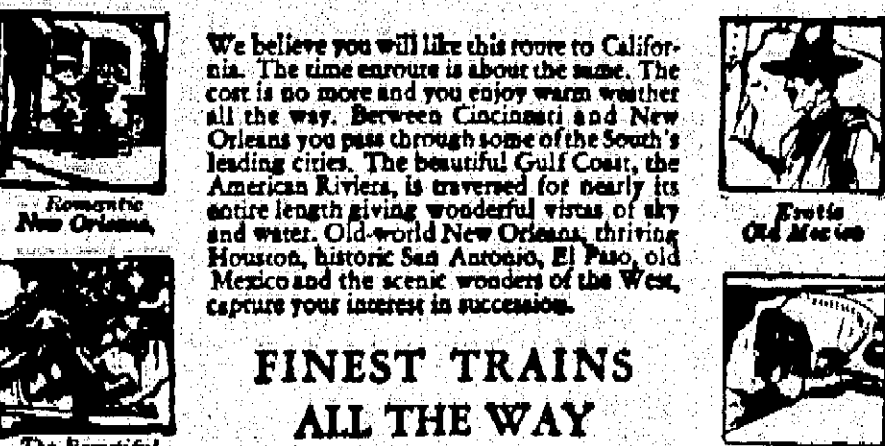 We believe you will like this route to Califor-
nia. The time enroute is about the same. The
cost is no more and you enjoy warm weather
all the way. Between Cincinnati and New
Orleans you pass through some of the South's
leading cities. The beautiful Gulf Coast, the
American Riviera, is traversed for nearly its
entire length giving wonderful vistas of sky
and water. Old-world New Orleans, thriving
Houston, historic San Antonio, El Paso, old
Mexico and the scenic wonders of the West,
capture your interest in succession.
Romantic
New Orleans,
Exotic
Old Mexico
FINEST TRAINS
ALL THE WAY
The Beautiful